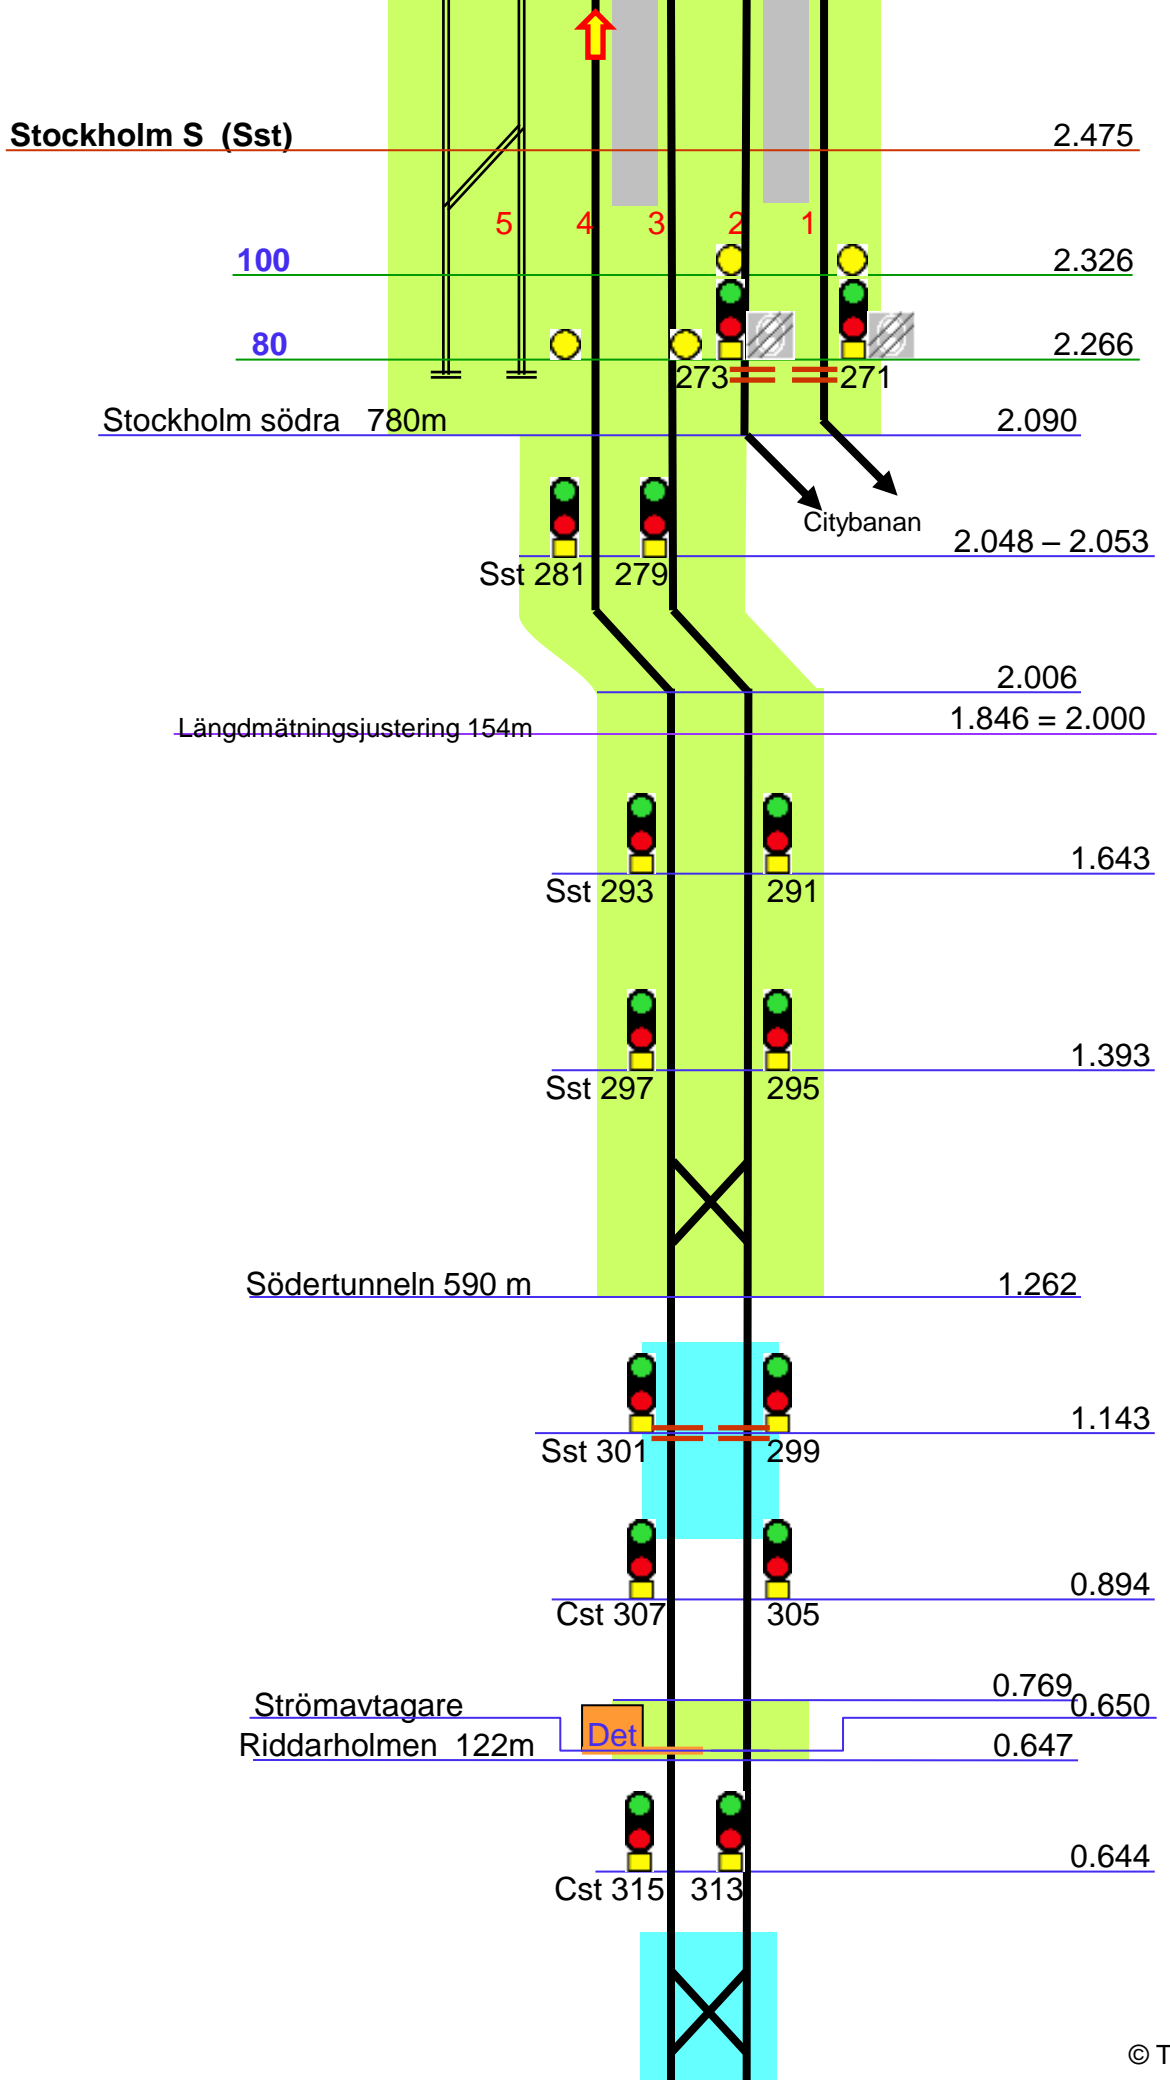 Stockholm S (Sst) 2.475
5 4 3 2 1
100 2.326
80 2.266
273 271
Stockholm södra 780m 2.090
Citybanan
2.048 – 2.053
Sst 281 279
2.006
Längdmätningsjustering 154m 1.846 = 2.000
1.643
Sst 293 291
1.393
Sst 297 295
Södertunneln 590 m 1.262
1.143
Sst 301 299
0.894
Cst 307 305
0.769
Strömavtagare 0.650
Det
Riddarholmen 122m 0.647
0.644
Cst 315 313
© T